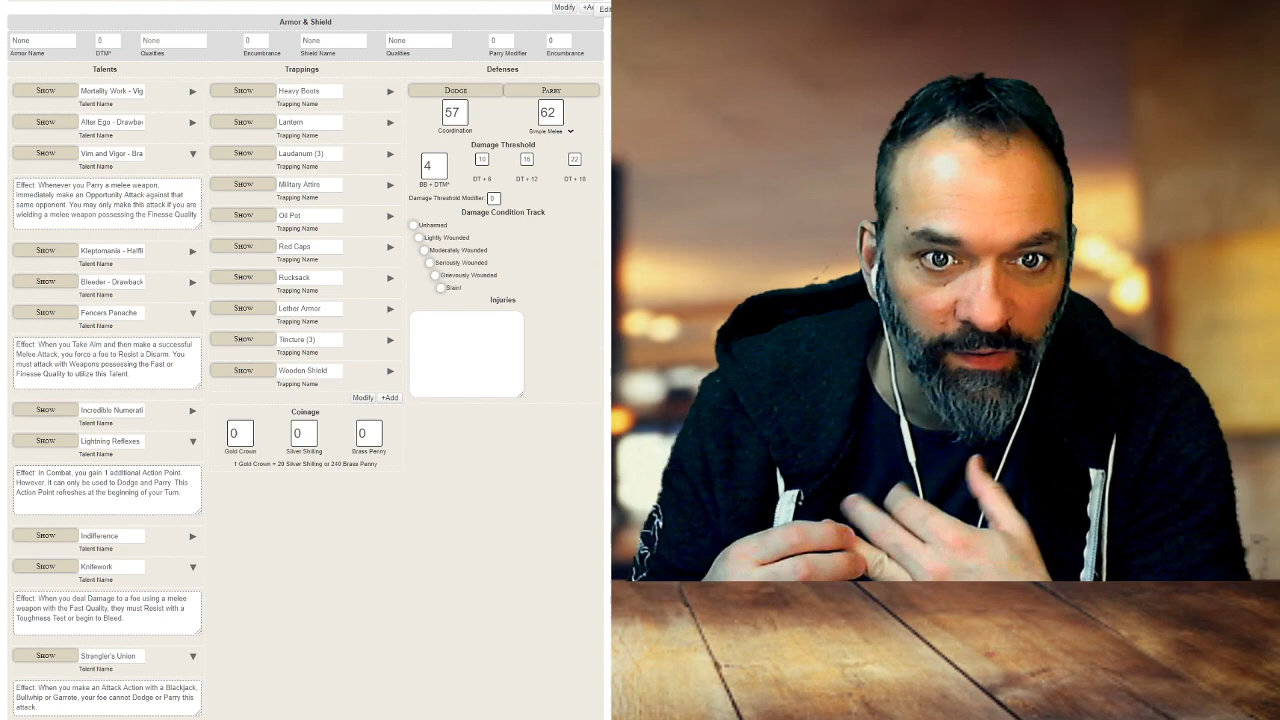 Modify +Ad Edi
Armor & Shield
None 0 None 0 None None 0 0
Armor Name DTM* Qualities Encumbrance Shield Name Qualities Parry Modifier Encumbrance
Talents
Show Mortality Work - Vig
Talent Name
Show Alter Ego - Drawba
Talent Name
Show Vim and Vigor - Bra
Talent Name
Effect: Whenever you Parry a melee weapon,
immediately make an Opportunity Attack against that
same opponent. You may only make this attack if you are
wielding a melee weapon possessing the Finesse Quality
Show Kleptomania - Halfli
Talent Name
Show Bleeder - Drawback
Talent Name
Show Fencers Panache
Talent Name
Effect: When you Take Aim and then make a successful
Melee Attack, you force a foe to Resist a Disarm. You
must attack with Weapons possessing the Fast or
Finesse Quality to utilize this Talent.
Show Incredible Numerati
Talent Name
Show Lightning Reflexes
Talent Name
Effect: In Combat, you gain 1 additional Action Point.
However, it can only be used to Dodge and Parry. This
Action Point refreshes at the beginning of your Turn.
Show Indifference
Talent Name
Show Knifework
Talent Name
Effect: When you deal Damage to a foe using a melee
weapon with the Fast Quality, they must Resist with a
Toughness Test or begin to Bleed.
Show Strangler's Union
Talent Name
Effect: When you make an Attack Action with a Blackjack,
Bullwhip or Garrote, your foe cannot Dodge or Parry this
attack.
Trappings
Show Heavy Boots
Trapping Name
Show Lantern
Trapping Name
Show Laudanum (3)
Trapping Name
Show Military Attire
Trapping Name
Show Oil Pot
Trapping Name
Show Red Caps
Trapping Name
Show Rucksack
Trapping Name
Show Lether Armor
Trapping Name
Show Tincture (3)
Trapping Name
Show Wooden Shield
Trapping Name
Modify +Add
Coinage
0 0 0
Gold Crown Silver Shilling Brass Penny
1 Gold Crown = 20 Silver Shilling or 240 Brass Penny
Defenses
Dodge Parry
57 62
Coordination Simple Melee
Damage Threshold
4 10 16 22
BB + DTM* DT + 6 DT + 12 DT + 18
Damage Threshold Modifier: 0
Damage Condition Track
Unharmed
Lightly Wounded
Moderately Wounded
Seriously Wounded
Grievously Wounded
Slain!
Injuries